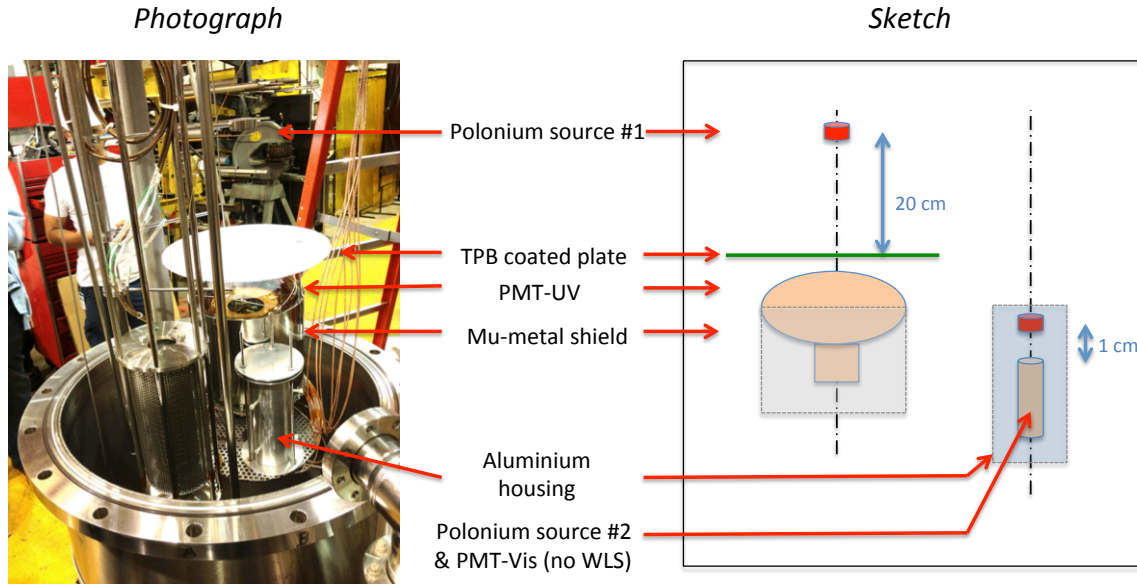 Photograph
Sketch
Polonium source #1
20 cm
TPB coated plate
PMT-UV
Mu-metal shield
1 cm
Aluminium
housing
Polonium source #2
& PMT-Vis (no WLS)
A
B